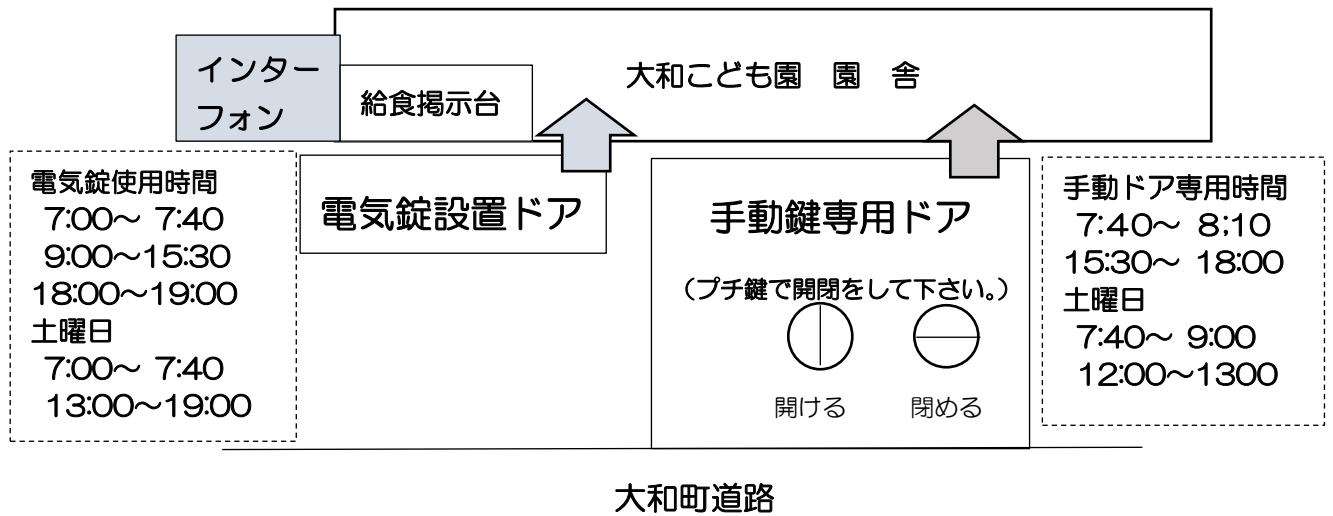 大和こども園　園　舎
インター
フォン
給食掲示台
電気錠使用時間
7:00～ 7:40
9:00～15:30
18:00～19:00
土曜日
7:00～ 7:40
13:00～19:00
電気錠設置ドア
手動鍵専用ドア
（プチ鍵で開閉をして下さい。）
開ける　閉める
手動ドア専用時間
7:40～ 8;10
15:30～ 18:00
土曜日
7:40～ 9:00
12:00～1300
大和町道路